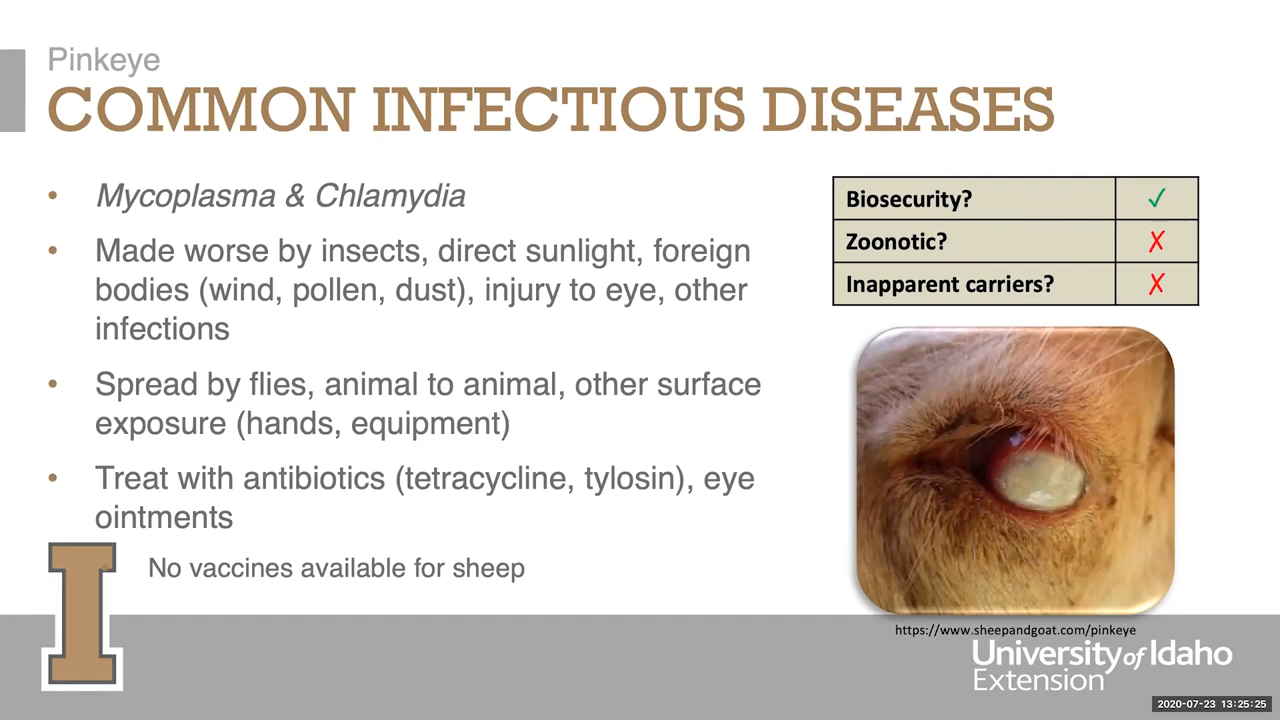 Pinkeye
COMMON INFECTIOUS DISEASES
• Mycoplasma & Chlamydia
• Made worse by insects, direct sunlight, foreign
bodies (wind, pollen, dust), injury to eye, other
infections
• Spread by flies, animal to animal, other surface
exposure (hands, equipment)
• Treat with antibiotics (tetracycline, tylosin), eye
ointments
No vaccines available for sheep
Biosecurity? ✓
Zoonotic? ✗
Inapparent carriers? ✗
https://www.sheepandgoat.com/pinkeye
I
University of Idaho
Extension
2020-07-23 13:25:25